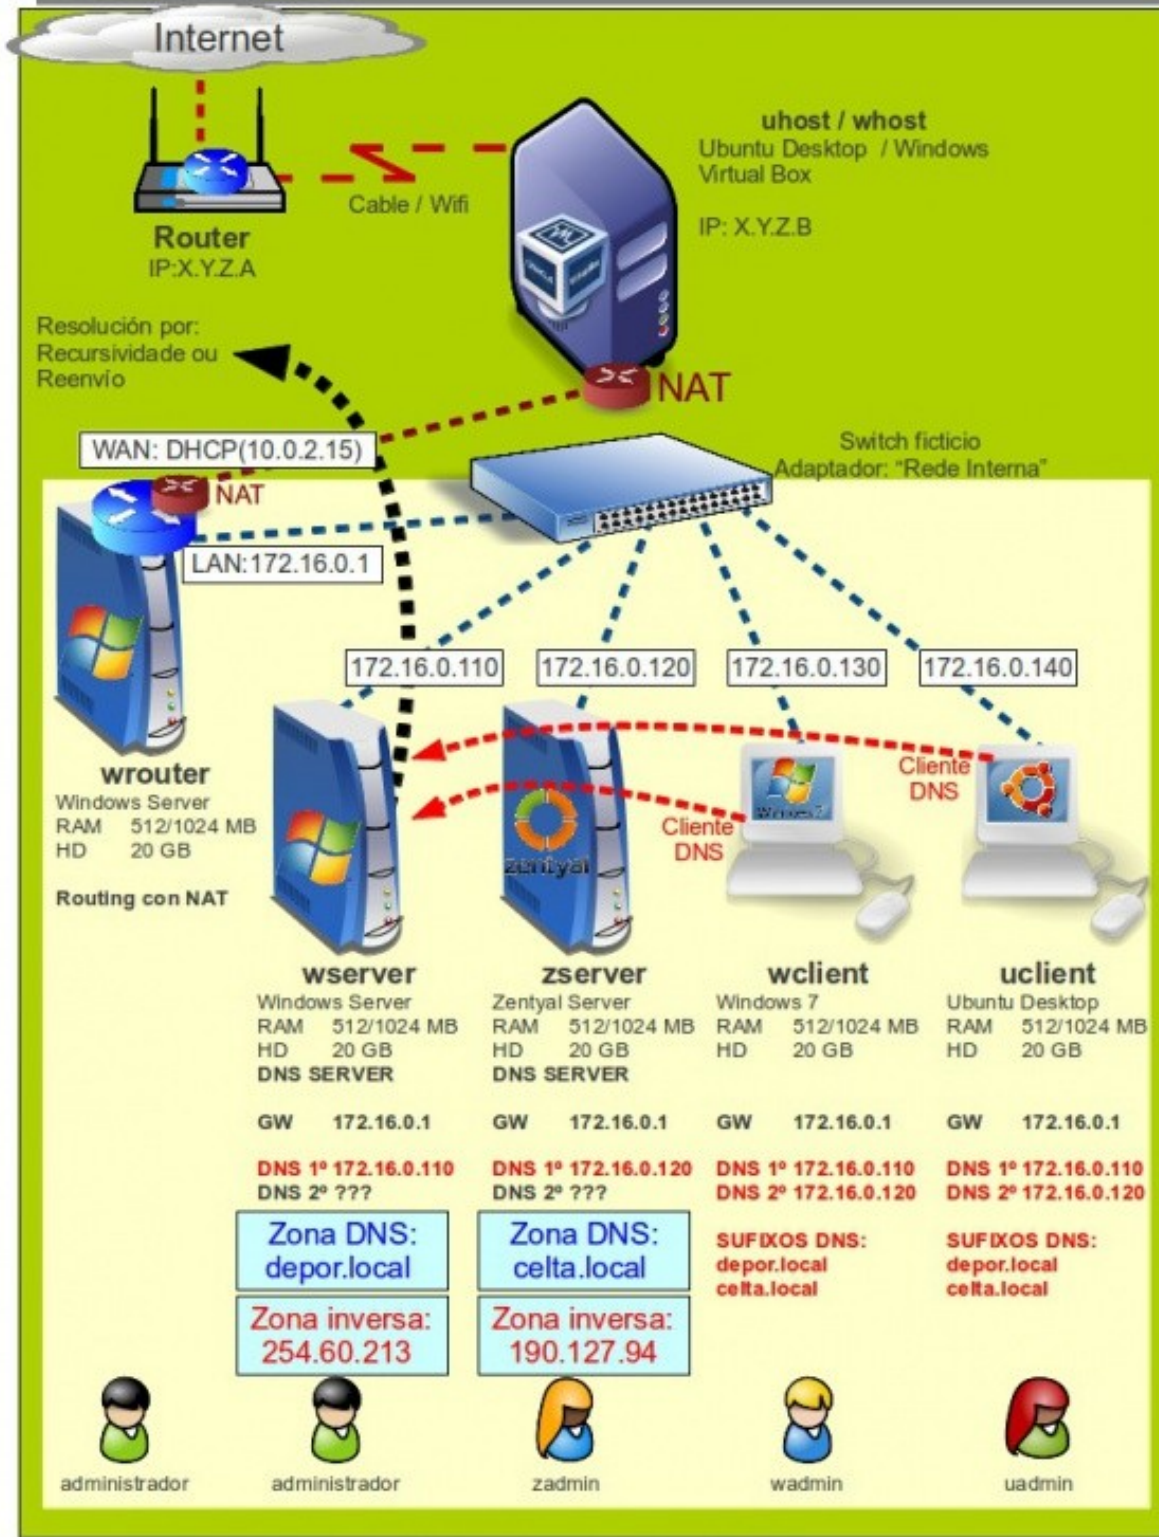 Internet
uhost / whost
Ubuntu Desktop / Windows
Virtual Box
IP: X.Y.Z.B
Cable / Wifi
Router
IP:X.Y.Z.A
Resolución por:
Recursividade ou
Reenvío
NAT
WAN: DHCP(10.0.2.15)
Switch ficticio
Adaptador: "Rede Interna"
NAT
LAN:172.16.0.1
172.16.0.110
172.16.0.120
172.16.0.130
172.16.0.140
wrouter
Windows Server
RAM 512/1024 MB
HD 20 GB
Routing con NAT
zentyal
Windows 7
Cliente
DNS
Cliente
DNS
wserver
Windows Server
RAM 512/1024 MB
HD 20 GB
DNS SERVER
GW 172.16.0.1
DNS 1º 172.16.0.110
DNS 2º ???
Zona DNS:
depor.local
Zona inversa:
254.60.213
zserver
Zentyal Server
RAM 512/1024 MB
HD 20 GB
DNS SERVER
GW 172.16.0.1
DNS 1º 172.16.0.120
DNS 2º ???
Zona DNS:
celta.local
Zona inversa:
190.127.94
wclient
Windows 7
RAM 512/1024 MB
HD 20 GB
GW 172.16.0.1
DNS 1º 172.16.0.110
DNS 2º 172.16.0.120
SUFIXOS DNS:
depor.local
celta.local
uclient
Ubuntu Desktop
RAM 512/1024 MB
HD 20 GB
GW 172.16.0.1
DNS 1º 172.16.0.110
DNS 2º 172.16.0.120
SUFIXOS DNS:
depor.local
celta.local
administrador
administrador
zadmin
wadmin
uadmin